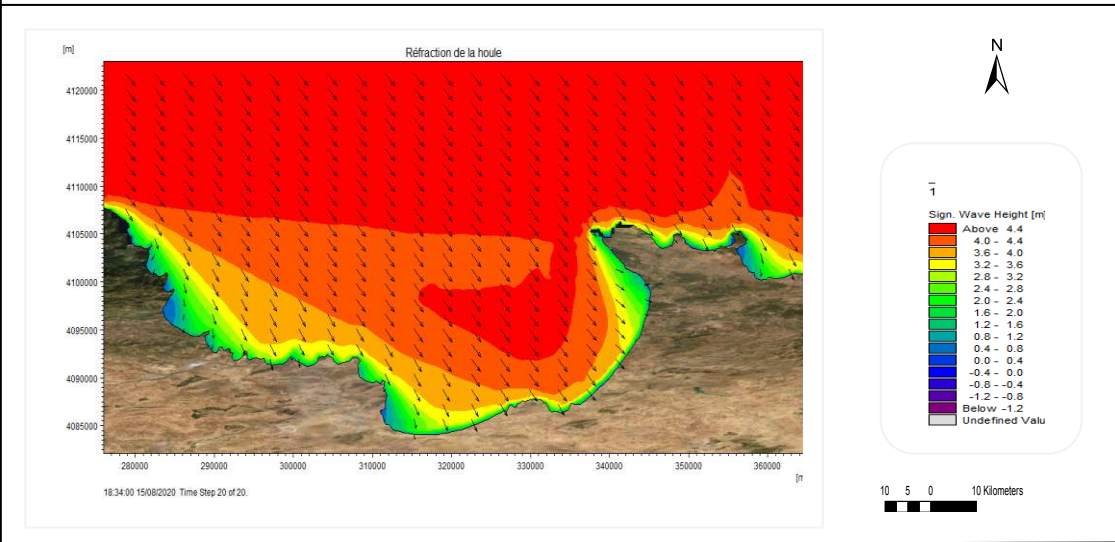 [m]
Réfraction de la houle
4120000
4115000
4110000
4105000
4100000
4095000
4090000
4085000
280000 290000 300000 310000 320000 330000 340000 350000 360000
[m
18:34:00 15/08/2020 Time Step 20 of 20.
N
1
Sign. Wave Height [m]
Above 4.4
4.0 - 4.4
3.6 - 4.0
3.2 - 3.6
2.8 - 3.2
2.4 - 2.8
2.0 - 2.4
1.6 - 2.0
1.2 - 1.6
0.8 - 1.2
0.4 - 0.8
0.0 - 0.4
-0.4 - 0.0
-0.8 - -0.4
-1.2 - -0.8
Below -1.2
Undefined Valu
10 5 0 10 Kilometers